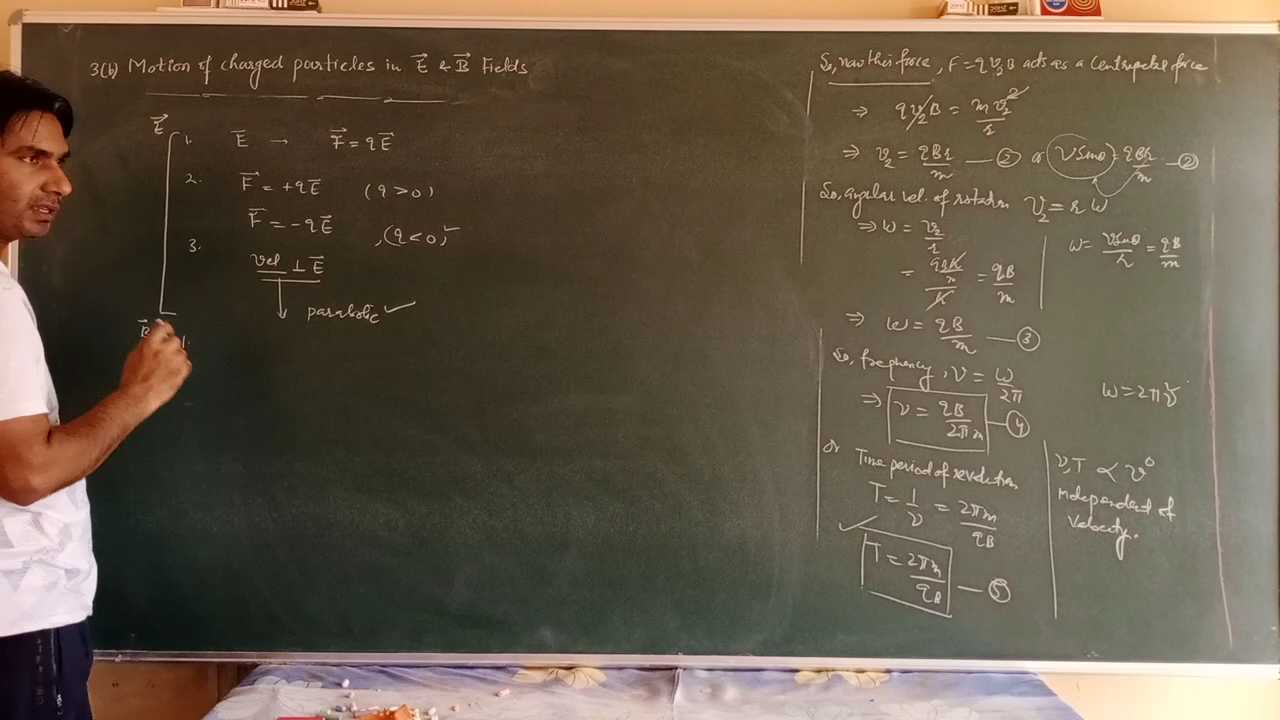 3(b) Motion of charged particles in E⃗ & B⃗ Fields
E⃗
1. E⃗ → F⃗ = qE⃗
2. F⃗ = +qE⃗ (q > 0)
F⃗ = -qE⃗ , (q < 0)
3. vel ⊥ E⃗
↓ parabolic ✓
B⃗
1.
So, now this force, F = qv₂B acts as a Centripetal force
⇒ qv₂B = mv₂²/r
⇒ v₂ = qBr/m —② or vSinθ = qBr/m —②
So, angular vel. of rotation v₂ = rω
⇒ ω = v₂/r
= (qBr/m)/r = qB/m
ω = vSinθ/r = qB/m
⇒ ω = qB/m —③
So, frequency, ν = ω/2π
ω = 2πν
⇒ ν = qB/2πm —④
or Time period of revolution
T = 1/ν = 2πm/qB
✓ T = 2πm/qB —⑤
ν, T ∝ v⁰
Independent of
velocity.